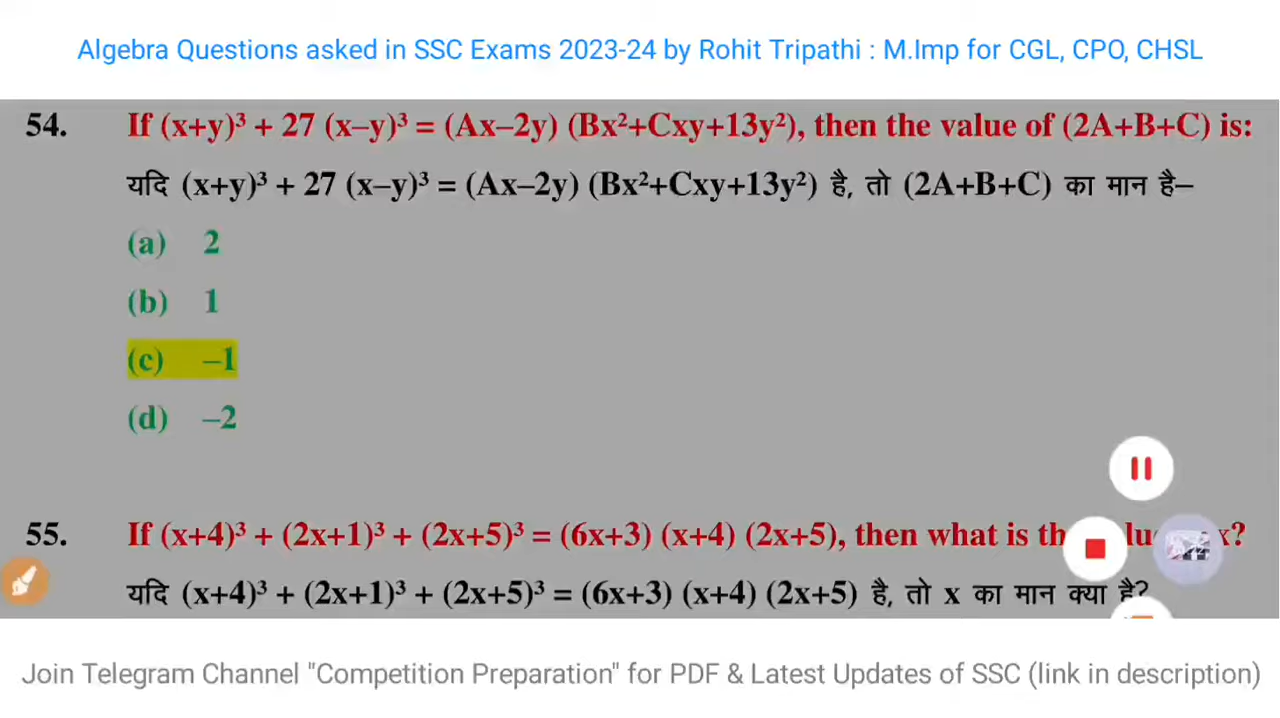 Algebra Questions asked in SSC Exams 2023-24 by Rohit Tripathi : M.Imp for CGL, CPO, CHSL
54. If (x+y)³ + 27 (x–y)³ = (Ax–2y) (Bx²+Cxy+13y²), then the value of (2A+B+C) is:
यदि (x+y)³ + 27 (x–y)³ = (Ax–2y) (Bx²+Cxy+13y²) है, तो (2A+B+C) का मान है–
(a) 2
(b) 1
(c) –1
(d) –2
55. If (x+4)³ + (2x+1)³ + (2x+5)³ = (6x+3) (x+4) (2x+5), then what is x?
यदि (x+4)³ + (2x+1)³ + (2x+5)³ = (6x+3) (x+4) (2x+5) है, तो x का मान क्या है?
Join Telegram Channel "Competition Preparation" for PDF & Latest Updates of SSC (link in description)